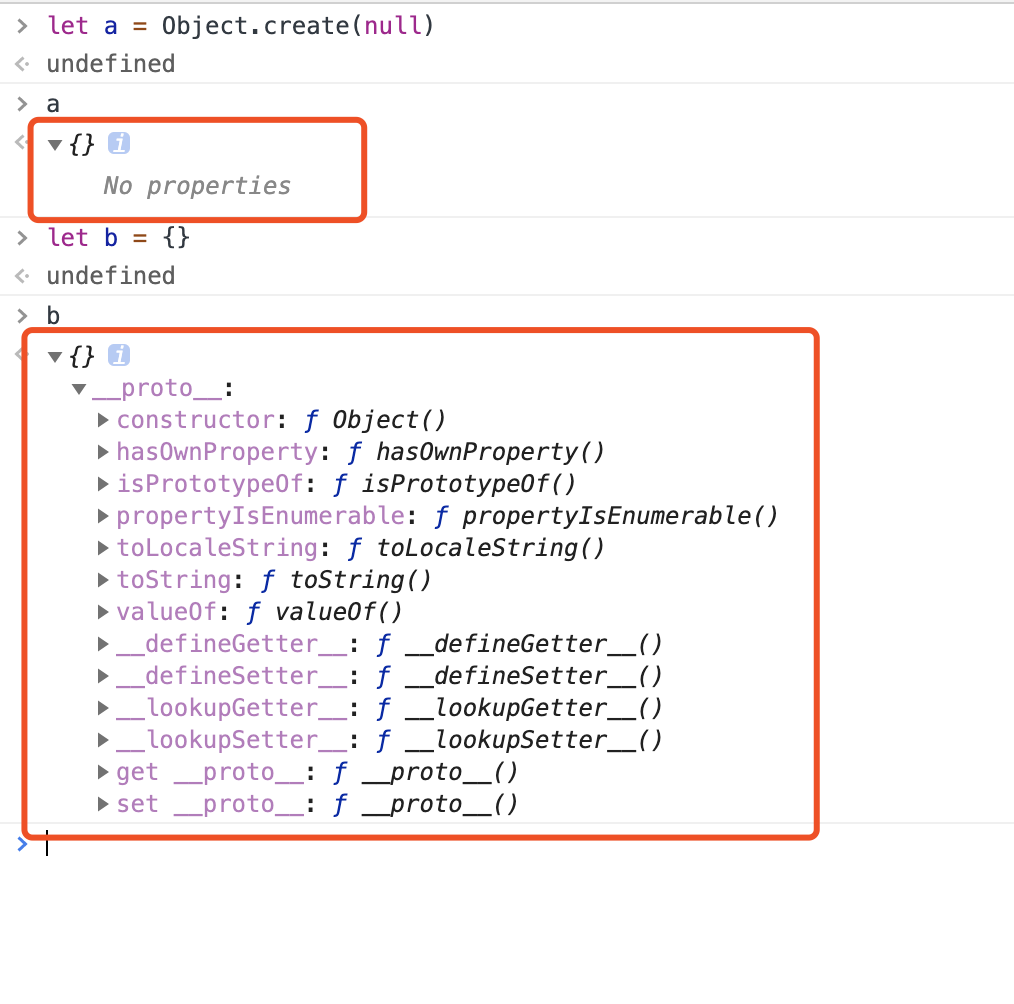 > let a = Object.create(null)
<· undefined
> a
<· ▼{} i
No properties
> let b = {}
<· undefined
> b
<· ▼{} i
▼__proto__:
▶constructor: ƒ Object()
▶hasOwnProperty: ƒ hasOwnProperty()
▶isPrototypeOf: ƒ isPrototypeOf()
▶propertyIsEnumerable: ƒ propertyIsEnumerable()
▶toLocaleString: ƒ toLocaleString()
▶toString: ƒ toString()
▶valueOf: ƒ valueOf()
▶__defineGetter__: ƒ __defineGetter__()
▶__defineSetter__: ƒ __defineSetter__()
▶__lookupGetter__: ƒ __lookupGetter__()
▶__lookupSetter__: ƒ __lookupSetter__()
▶get __proto__: ƒ __proto__()
▶set __proto__: ƒ __proto__()
>